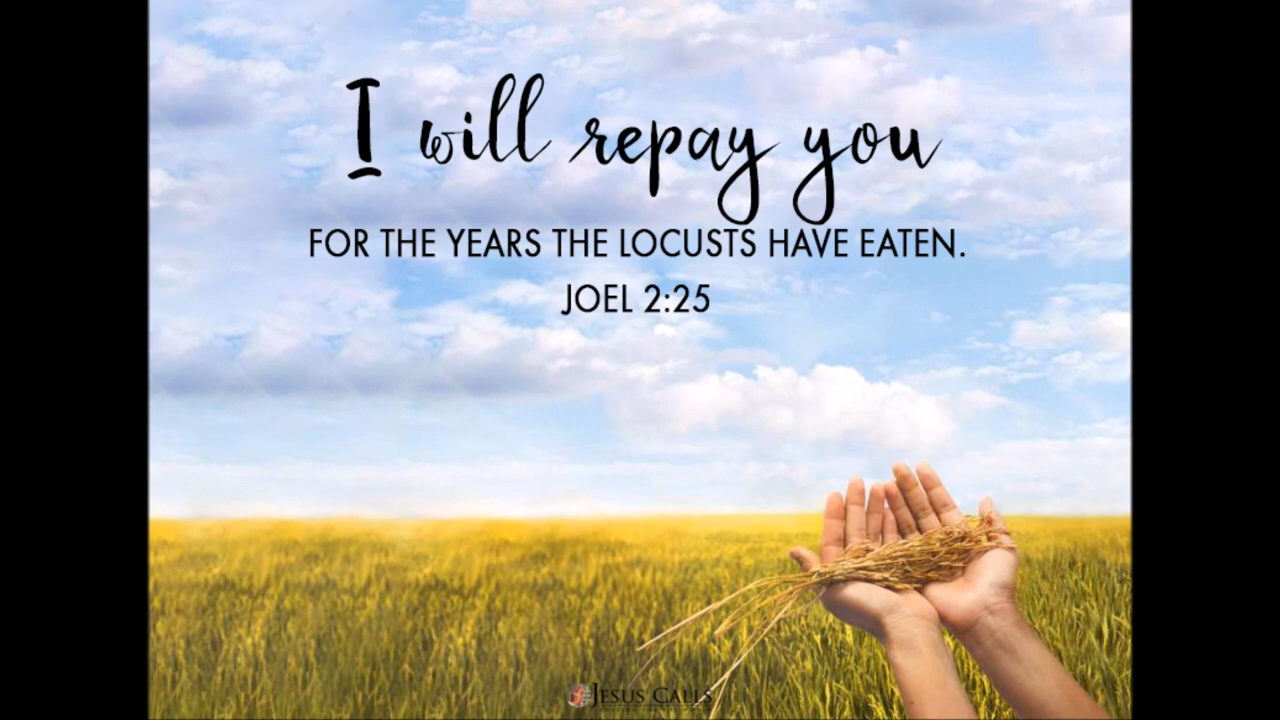 I will repay you
FOR THE YEARS THE LOCUSTS HAVE EATEN.
JOEL 2:25
JESUS CALLS